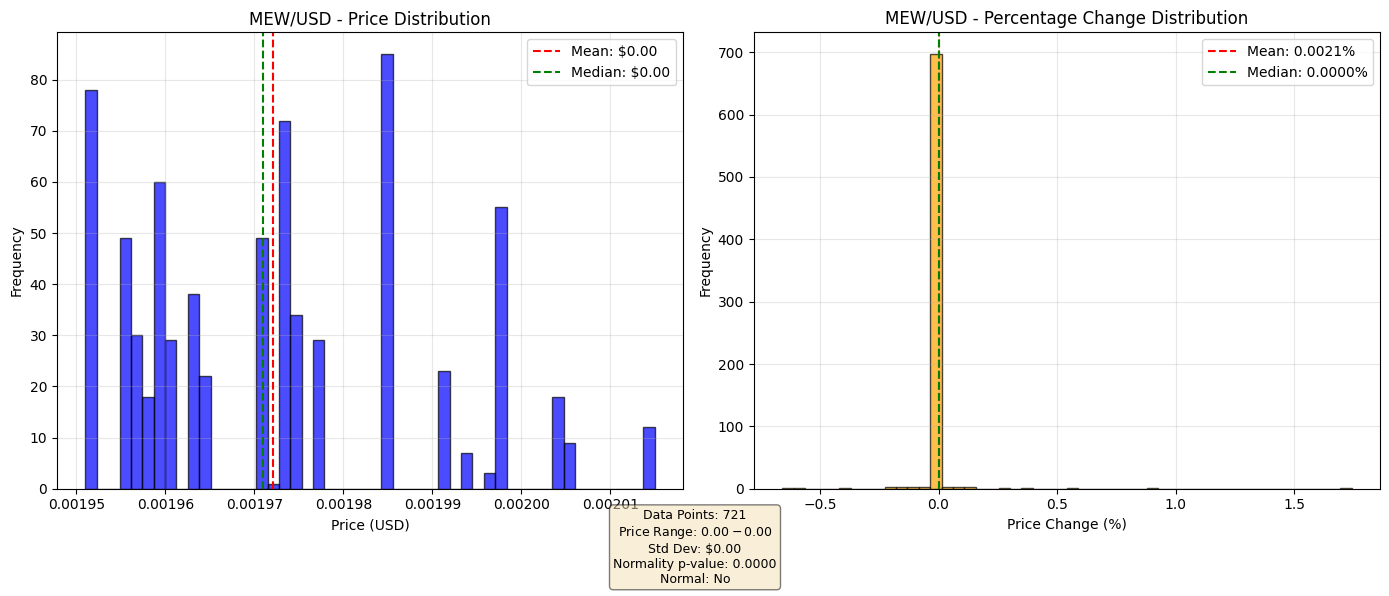 MEW/USD - Price Distribution
Mean: $0.00
Median: $0.00
Frequency
80
70
60
50
40
30
20
10
0
0.00195
0.00196
0.00197
0.00198
0.00199
0.00200
0.00201
Price (USD)
MEW/USD - Percentage Change Distribution
Mean: 0.0021%
Median: 0.0000%
Frequency
700
600
500
400
300
200
100
0
−0.5
0.0
0.5
1.0
1.5
Price Change (%)
Data Points: 721
Price Range: 0.00 − 0.00
Std Dev: $0.00
Normality p-value: 0.0000
Normal: No